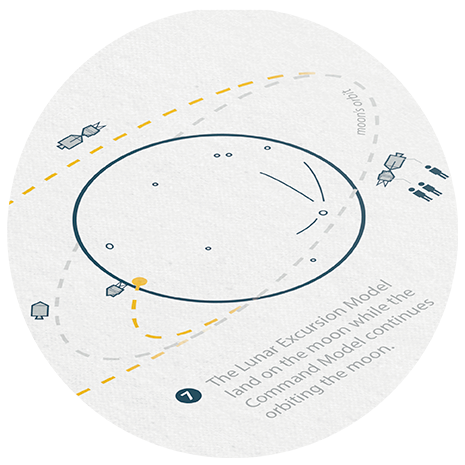 moon's orbit
7
The Lunar Excursion Model
land on the moon while the
Command Model continues
orbiting the moon.